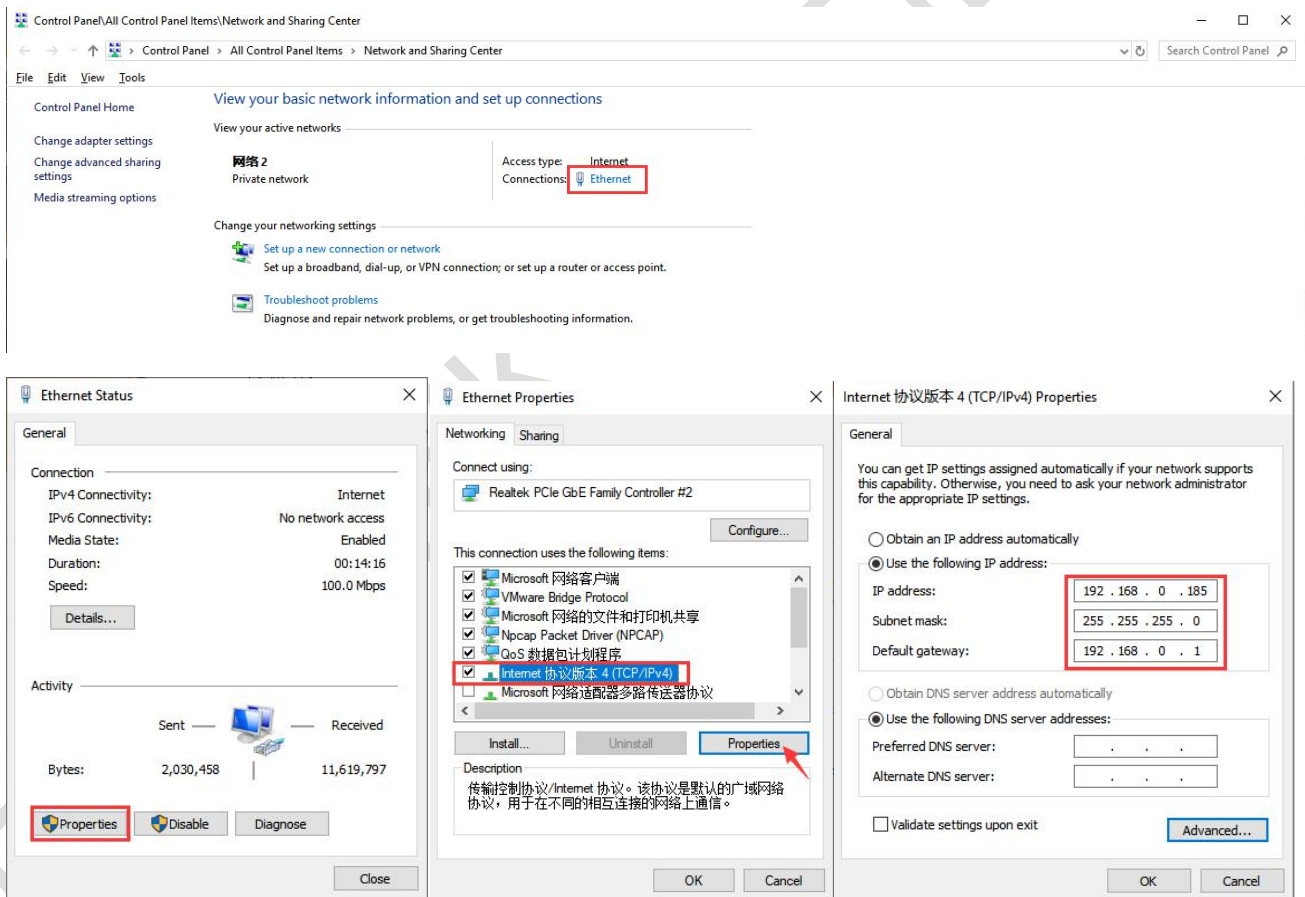 Control Panel\All Control Panel Items\Network and Sharing Center
Control Panel > All Control Panel Items > Network and Sharing Center
Search Control Panel
File Edit View Tools
Control Panel Home
Change adapter settings
Change advanced sharing
settings
Media streaming options
View your basic network information and set up connections
View your active networks
网络 2
Private network
Access type: Internet
Connections: Ethernet
Change your networking settings
Set up a new connection or network
Set up a broadband, dial-up, or VPN connection; or set up a router or access point.
Troubleshoot problems
Diagnose and repair network problems, or get troubleshooting information.
Ethernet Status
General
Connection
IPv4 Connectivity: Internet
IPv6 Connectivity: No network access
Media State: Enabled
Duration: 00:14:16
Speed: 100.0 Mbps
Details...
Activity
Sent — Received
Bytes: 2,030,458 | 11,619,797
Properties Disable Diagnose
Close
Ethernet Properties
Networking Sharing
Connect using:
Realtek PCIe GbE Family Controller #2
Configure...
This connection uses the following items:
Microsoft 网络客户端
VMware Bridge Protocol
Microsoft 网络的文件和打印机共享
Npcap Packet Driver (NPCAP)
QoS 数据包计划程序
Internet 协议版本 4 (TCP/IPv4)
Microsoft 网络适配器多路传送器协议
Install... Uninstall Properties
Description
传输控制协议/Internet 协议。该协议是默认的广域网络
协议，用于在不同的相互连接的网络上通信。
OK Cancel
Internet 协议版本 4 (TCP/IPv4) Properties
General
You can get IP settings assigned automatically if your network supports
this capability. Otherwise, you need to ask your network administrator
for the appropriate IP settings.
Obtain an IP address automatically
Use the following IP address:
IP address: 192 . 168 . 0 . 185
Subnet mask: 255 . 255 . 255 . 0
Default gateway: 192 . 168 . 0 . 1
Obtain DNS server address automatically
Use the following DNS server addresses:
Preferred DNS server: . . .
Alternate DNS server: . . .
Validate settings upon exit
Advanced...
OK Cancel